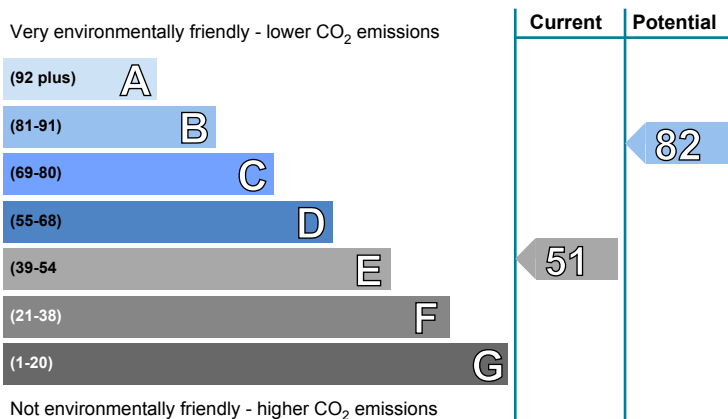 Current Potential
Very environmentally friendly - lower CO2 emissions
(92 plus) A
(81-91) B
82
(69-80) C
(55-68) D
(39-54 E
51
(21-38) F
(1-20) G
Not environmentally friendly - higher CO2 emissions